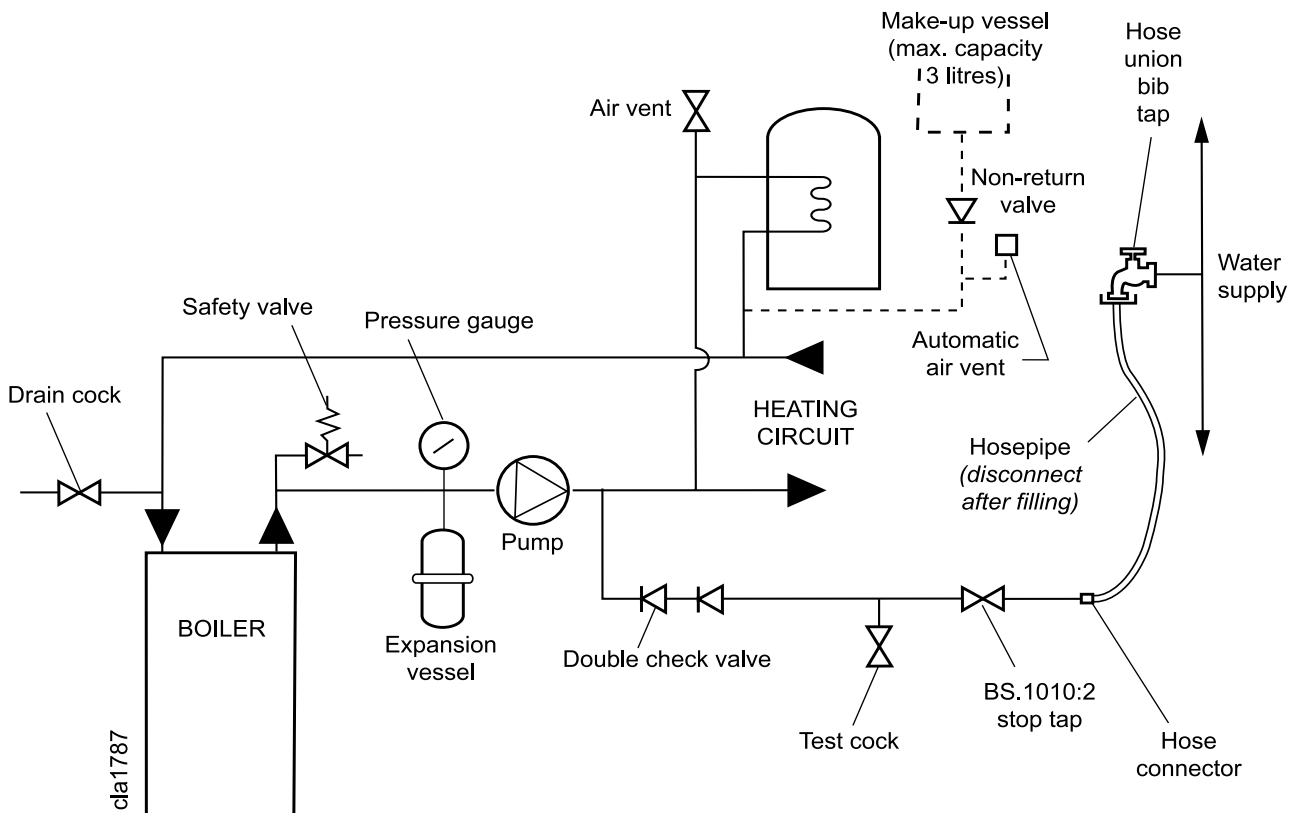 Make-up vessel
(max. capacity
3 litres)
Hose
union
bib
tap
Air vent
Non-return
valve
Water
supply
Safety valve
Pressure gauge
Automatic
air vent
Drain cock
HEATING
CIRCUIT
Hosepipe
(disconnect
after filling)
Pump
BOILER
Expansion
vessel
Double check valve
BS.1010:2
stop tap
Test cock
Hose
connector
cla1787